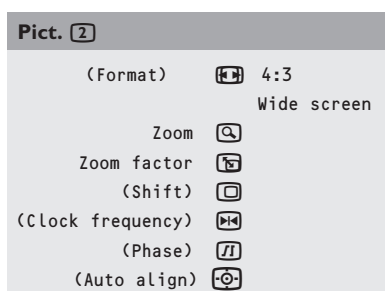 Pict. 2
(Format) 4:3
Wide screen
Zoom
Zoom factor
(Shift)
(Clock frequency)
(Phase)
(Auto align)